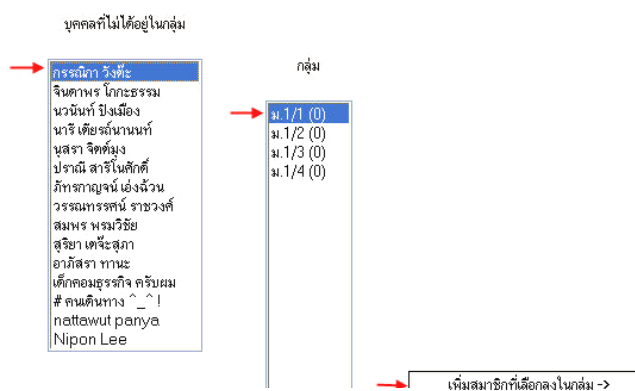 บุคคลที่ไม่ได้อยู่ในกลุ่ม
กรรณิกา วังต๊ะ
จินดาพร โกกะธรรม
นวนันท์ ปิงเมือง
นารี เตียรถ์นานนท์
นุสรา จิตต์มุง
ปราณี สารีโนศักดิ์
ภัทรกาญจน์ เอ่งฉ้วน
วรรณทรรศน์ ราชวงศ์
สมพร พรมวิชัย
สุริยา เตจ๊ะสุภา
อาภัสรา ทานะ
เด็กคอมธุรกิจ ครับผม
# คนเดินทาง ^_^ !
nattawut panya
Nipon Lee
กลุ่ม
ม.1/1 (0)
ม.1/2 (0)
ม.1/3 (0)
ม.1/4 (0)
เพิ่มสมาชิกที่เลือกลงในกลุ่ม ->